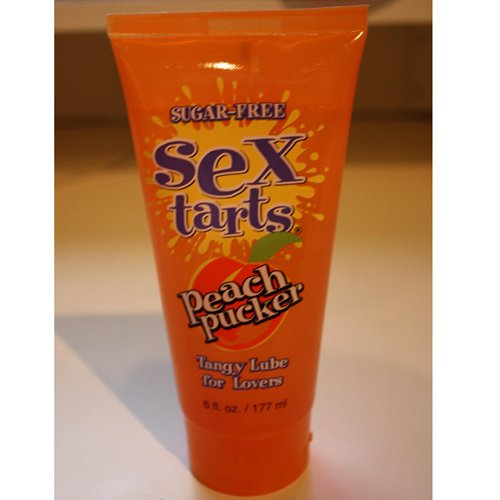 SUGAR-FREE
sex
tarts®
peach
pucker
Tangy Lube
for Lovers
6 fl. oz. / 177 ml